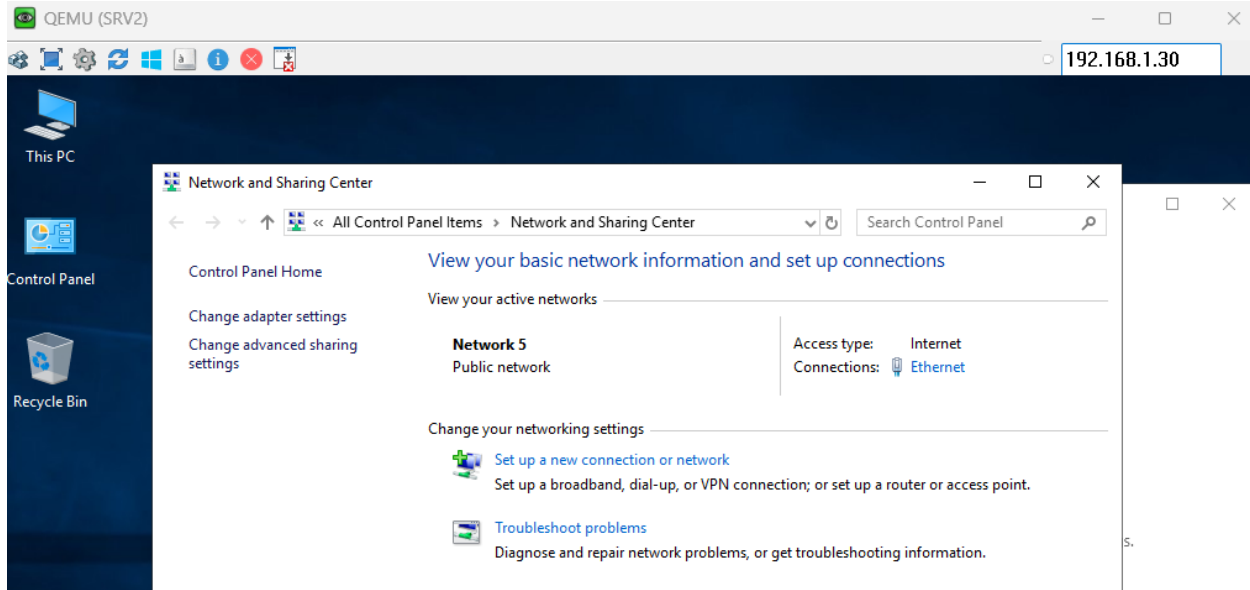 QEMU (SRV2)
192.168.1.30
This PC
Network and Sharing Center
« All Control Panel Items > Network and Sharing Center
Search Control Panel
Control Panel
Control Panel Home
View your basic network information and set up connections
Change adapter settings
View your active networks
Change advanced sharing
settings
Network 5
Access type: Internet
Public network
Connections: Ethernet
Recycle Bin
Change your networking settings
Set up a new connection or network
Set up a broadband, dial-up, or VPN connection; or set up a router or access point.
Troubleshoot problems
Diagnose and repair network problems, or get troubleshooting information.
s.